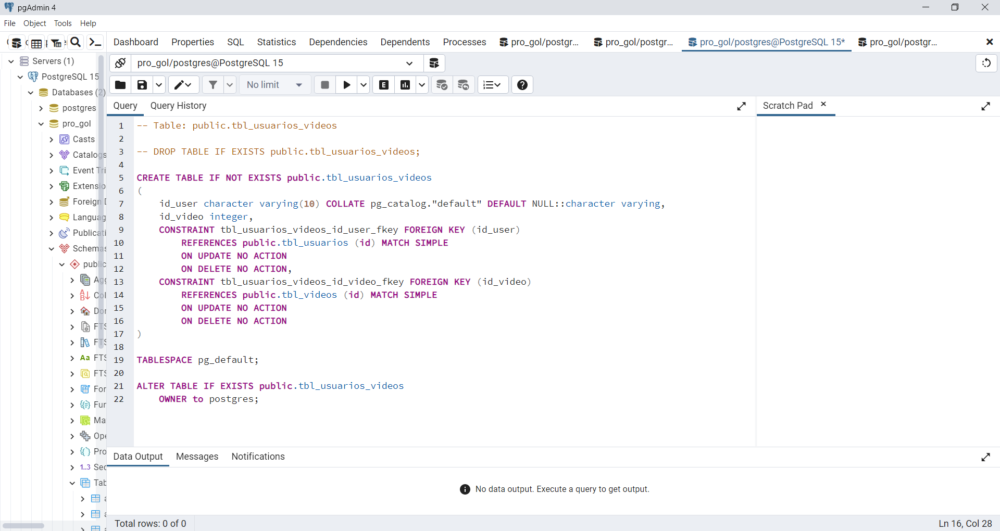 pgAdmin 4
File Object Tools Help
Dashboard Properties SQL Statistics Dependencies Dependents Processes pro_gol/postgr... pro_gol/postgr... pro_gol/postgres@PostgreSQL 15* pro_gol/postgr...
Servers (1)
PostgreSQL 15
Databases (2)
postgres
pro_gol
Casts
Catalogs
Event Tri
Extensio
Foreign D
Languag
Publicati
Schemas
public
Agg
Col
Dor
FTS
FTS
Aa FTS
FTS
For
Fur
Ma
Ope
Pro
1..3 Sec
Tab
pro_gol/postgres@PostgreSQL 15
No limit
E
Query Query History
Scratch Pad
1 -- Table: public.tbl_usuarios_videos
2
3 -- DROP TABLE IF EXISTS public.tbl_usuarios_videos;
4
5 CREATE TABLE IF NOT EXISTS public.tbl_usuarios_videos
6 (
7 id_user character varying(10) COLLATE pg_catalog."default" DEFAULT NULL::character varying,
8 id_video integer,
9 CONSTRAINT tbl_usuarios_videos_id_user_fkey FOREIGN KEY (id_user)
10 REFERENCES public.tbl_usuarios (id) MATCH SIMPLE
11 ON UPDATE NO ACTION
12 ON DELETE NO ACTION,
13 CONSTRAINT tbl_usuarios_videos_id_video_fkey FOREIGN KEY (id_video)
14 REFERENCES public.tbl_videos (id) MATCH SIMPLE
15 ON UPDATE NO ACTION
16 ON DELETE NO ACTION
17 )
18
19 TABLESPACE pg_default;
20
21 ALTER TABLE IF EXISTS public.tbl_usuarios_videos
22 OWNER to postgres;
Data Output Messages Notifications
No data output. Execute a query to get output.
Total rows: 0 of 0
Ln 16, Col 28